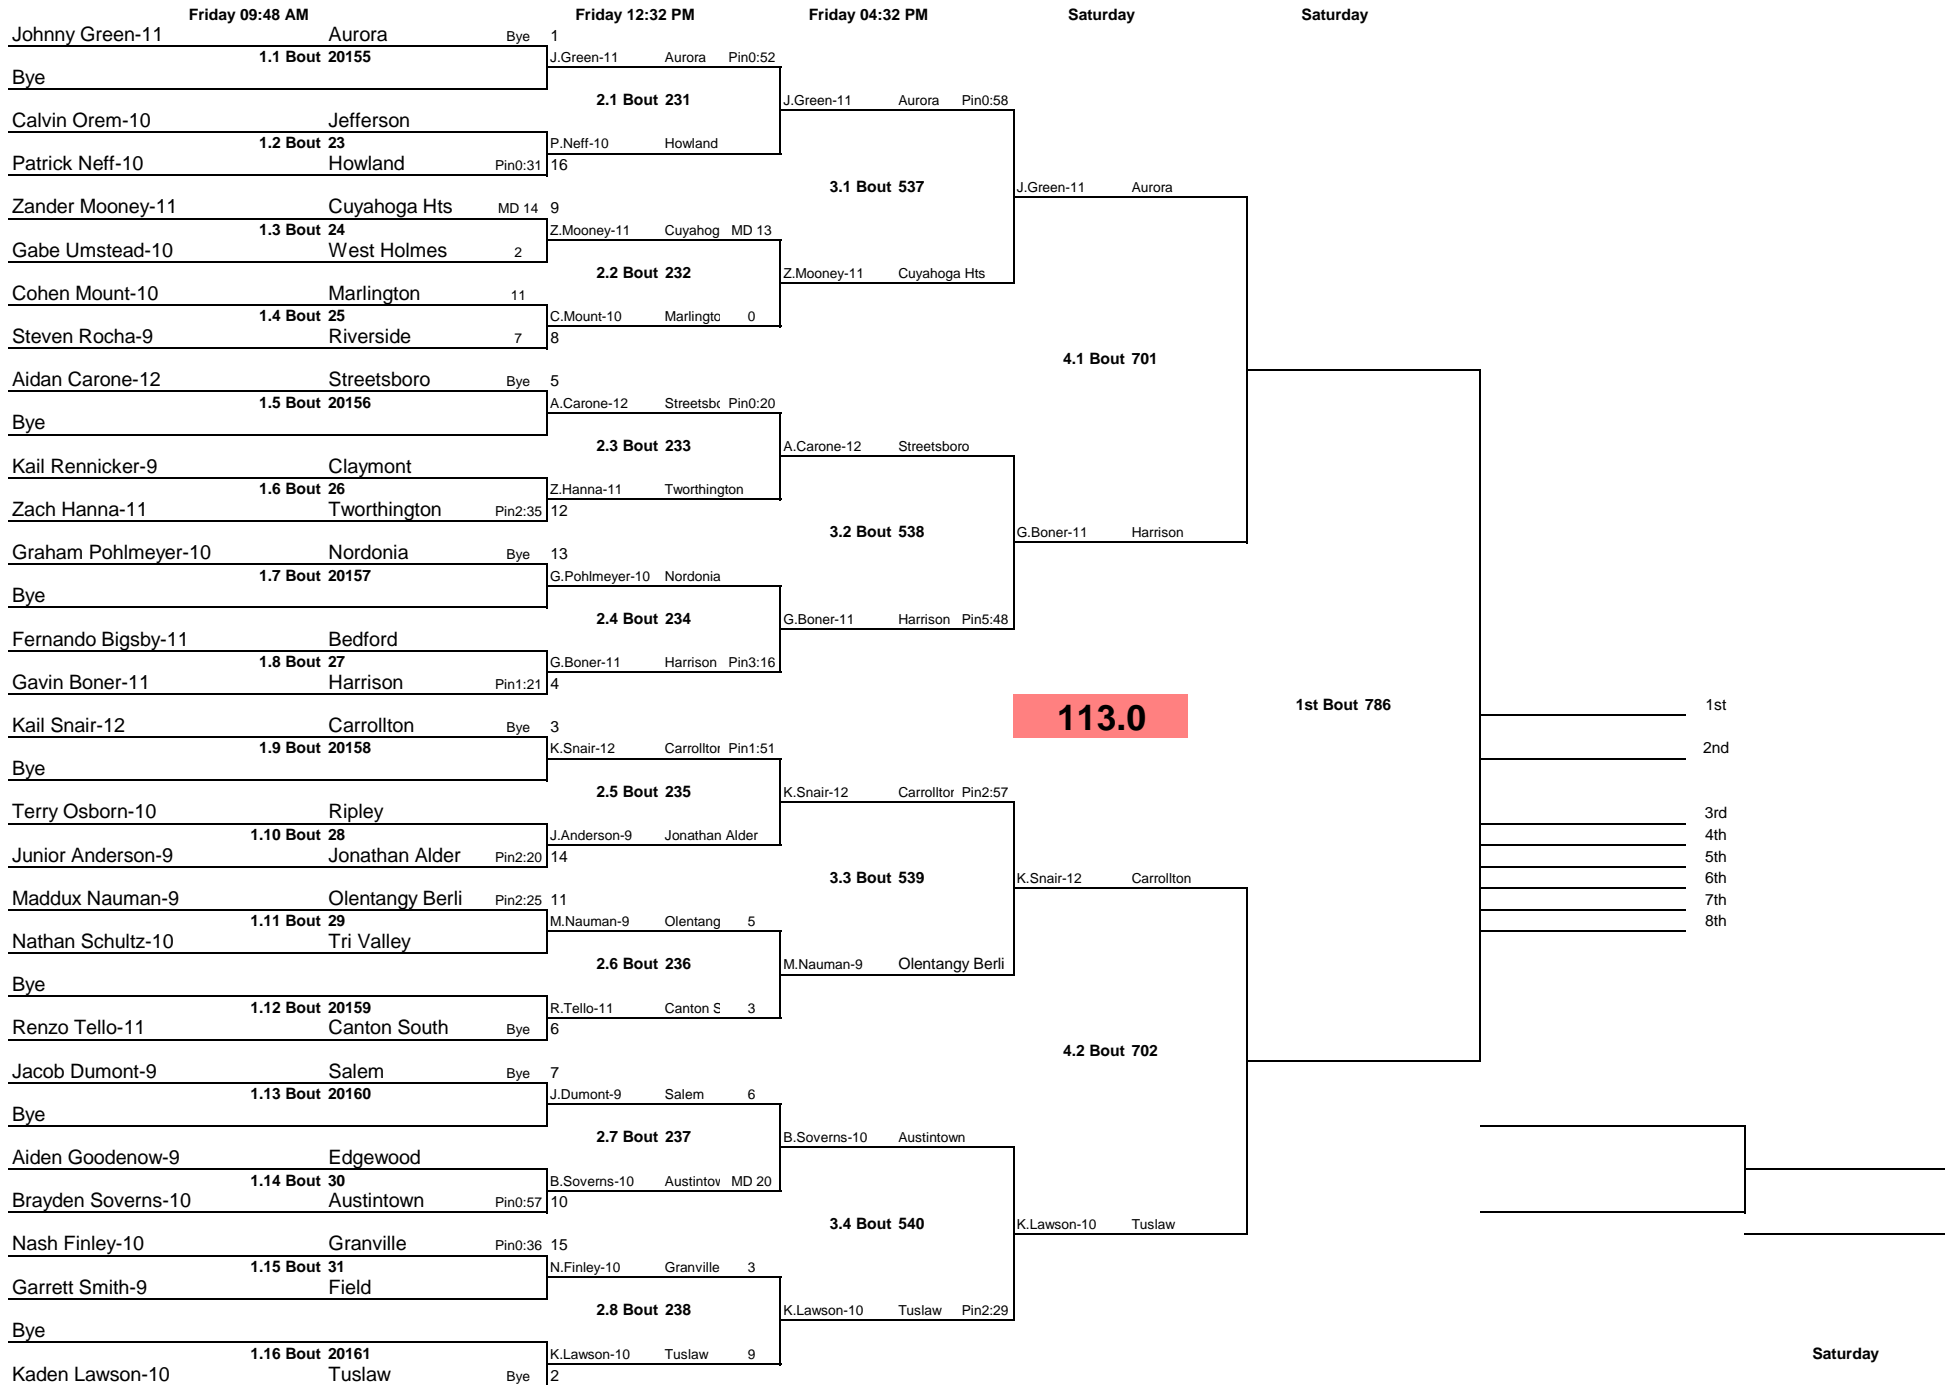 Friday 09:48 AM Friday 12:32 PM Friday 04:32 PM Saturday Saturday
Johnny Green-11 Aurora Bye 1
1.1 Bout 20155 J.Green-11 Aurora Pin0:52
Bye
2.1 Bout 231 J.Green-11 Aurora Pin0:58
Calvin Orem-10 Jefferson
1.2 Bout 23 P.Neff-10 Howland
Patrick Neff-10 Howland Pin0:31 16
3.1 Bout 537 J.Green-11 Aurora
Zander Mooney-11 Cuyahoga Hts MD 14 9
1.3 Bout 24 Z.Mooney-11 Cuyahog MD 13
Gabe Umstead-10 West Holmes 2
2.2 Bout 232 Z.Mooney-11 Cuyahoga Hts
Cohen Mount-10 Marlington 11
1.4 Bout 25 C.Mount-10 Marlingto 0
Steven Rocha-9 Riverside 7 8
4.1 Bout 701
Aidan Carone-12 Streetsboro Bye 5
1.5 Bout 20156 A.Carone-12 Streetsbo Pin0:20
Bye
2.3 Bout 233 A.Carone-12 Streetsboro
Kail Rennicker-9 Claymont
1.6 Bout 26 Z.Hanna-11 Tworthington
Zach Hanna-11 Tworthington Pin2:35 12
3.2 Bout 538 G.Boner-11 Harrison
Graham Pohlmeyer-10 Nordonia Bye 13
1.7 Bout 20157 G.Pohlmeyer-10 Nordonia
Bye
2.4 Bout 234 G.Boner-11 Harrison Pin5:48
Fernando Bigsby-11 Bedford
1.8 Bout 27 G.Boner-11 Harrison Pin3:16
Gavin Boner-11 Harrison Pin1:21 4
113.0 1st Bout 786 1st
Kail Snair-12 Carrollton Bye 3
1.9 Bout 20158 K.Snair-12 Carrolltor Pin1:51 2nd
Bye
2.5 Bout 235 K.Snair-12 Carrolltor Pin2:57
Terry Osborn-10 Ripley 3rd
1.10 Bout 28 J.Anderson-9 Jonathan Alder 4th
Junior Anderson-9 Jonathan Alder Pin2:20 14 5th
3.3 Bout 539 K.Snair-12 Carrollton 6th
Maddux Nauman-9 Olentangy Berli Pin2:25 11 7th
1.11 Bout 29 M.Nauman-9 Olentang 5 8th
Nathan Schultz-10 Tri Valley
2.6 Bout 236 M.Nauman-9 Olentangy Berli
Bye
1.12 Bout 20159 R.Tello-11 Canton S 3
Renzo Tello-11 Canton South Bye 6
4.2 Bout 702
Jacob Dumont-9 Salem Bye 7
1.13 Bout 20160 J.Dumont-9 Salem 6
Bye
2.7 Bout 237 B.Soverns-10 Austintown
Aiden Goodenow-9 Edgewood
1.14 Bout 30 B.Soverns-10 Austintov MD 20
Brayden Soverns-10 Austintown Pin0:57 10
3.4 Bout 540 K.Lawson-10 Tuslaw
Nash Finley-10 Granville Pin0:36 15
1.15 Bout 31 N.Finley-10 Granville 3
Garrett Smith-9 Field
2.8 Bout 238 K.Lawson-10 Tuslaw Pin2:29
Bye
1.16 Bout 20161 K.Lawson-10 Tuslaw 9 Saturday
Kaden Lawson-10 Tuslaw Bye 2